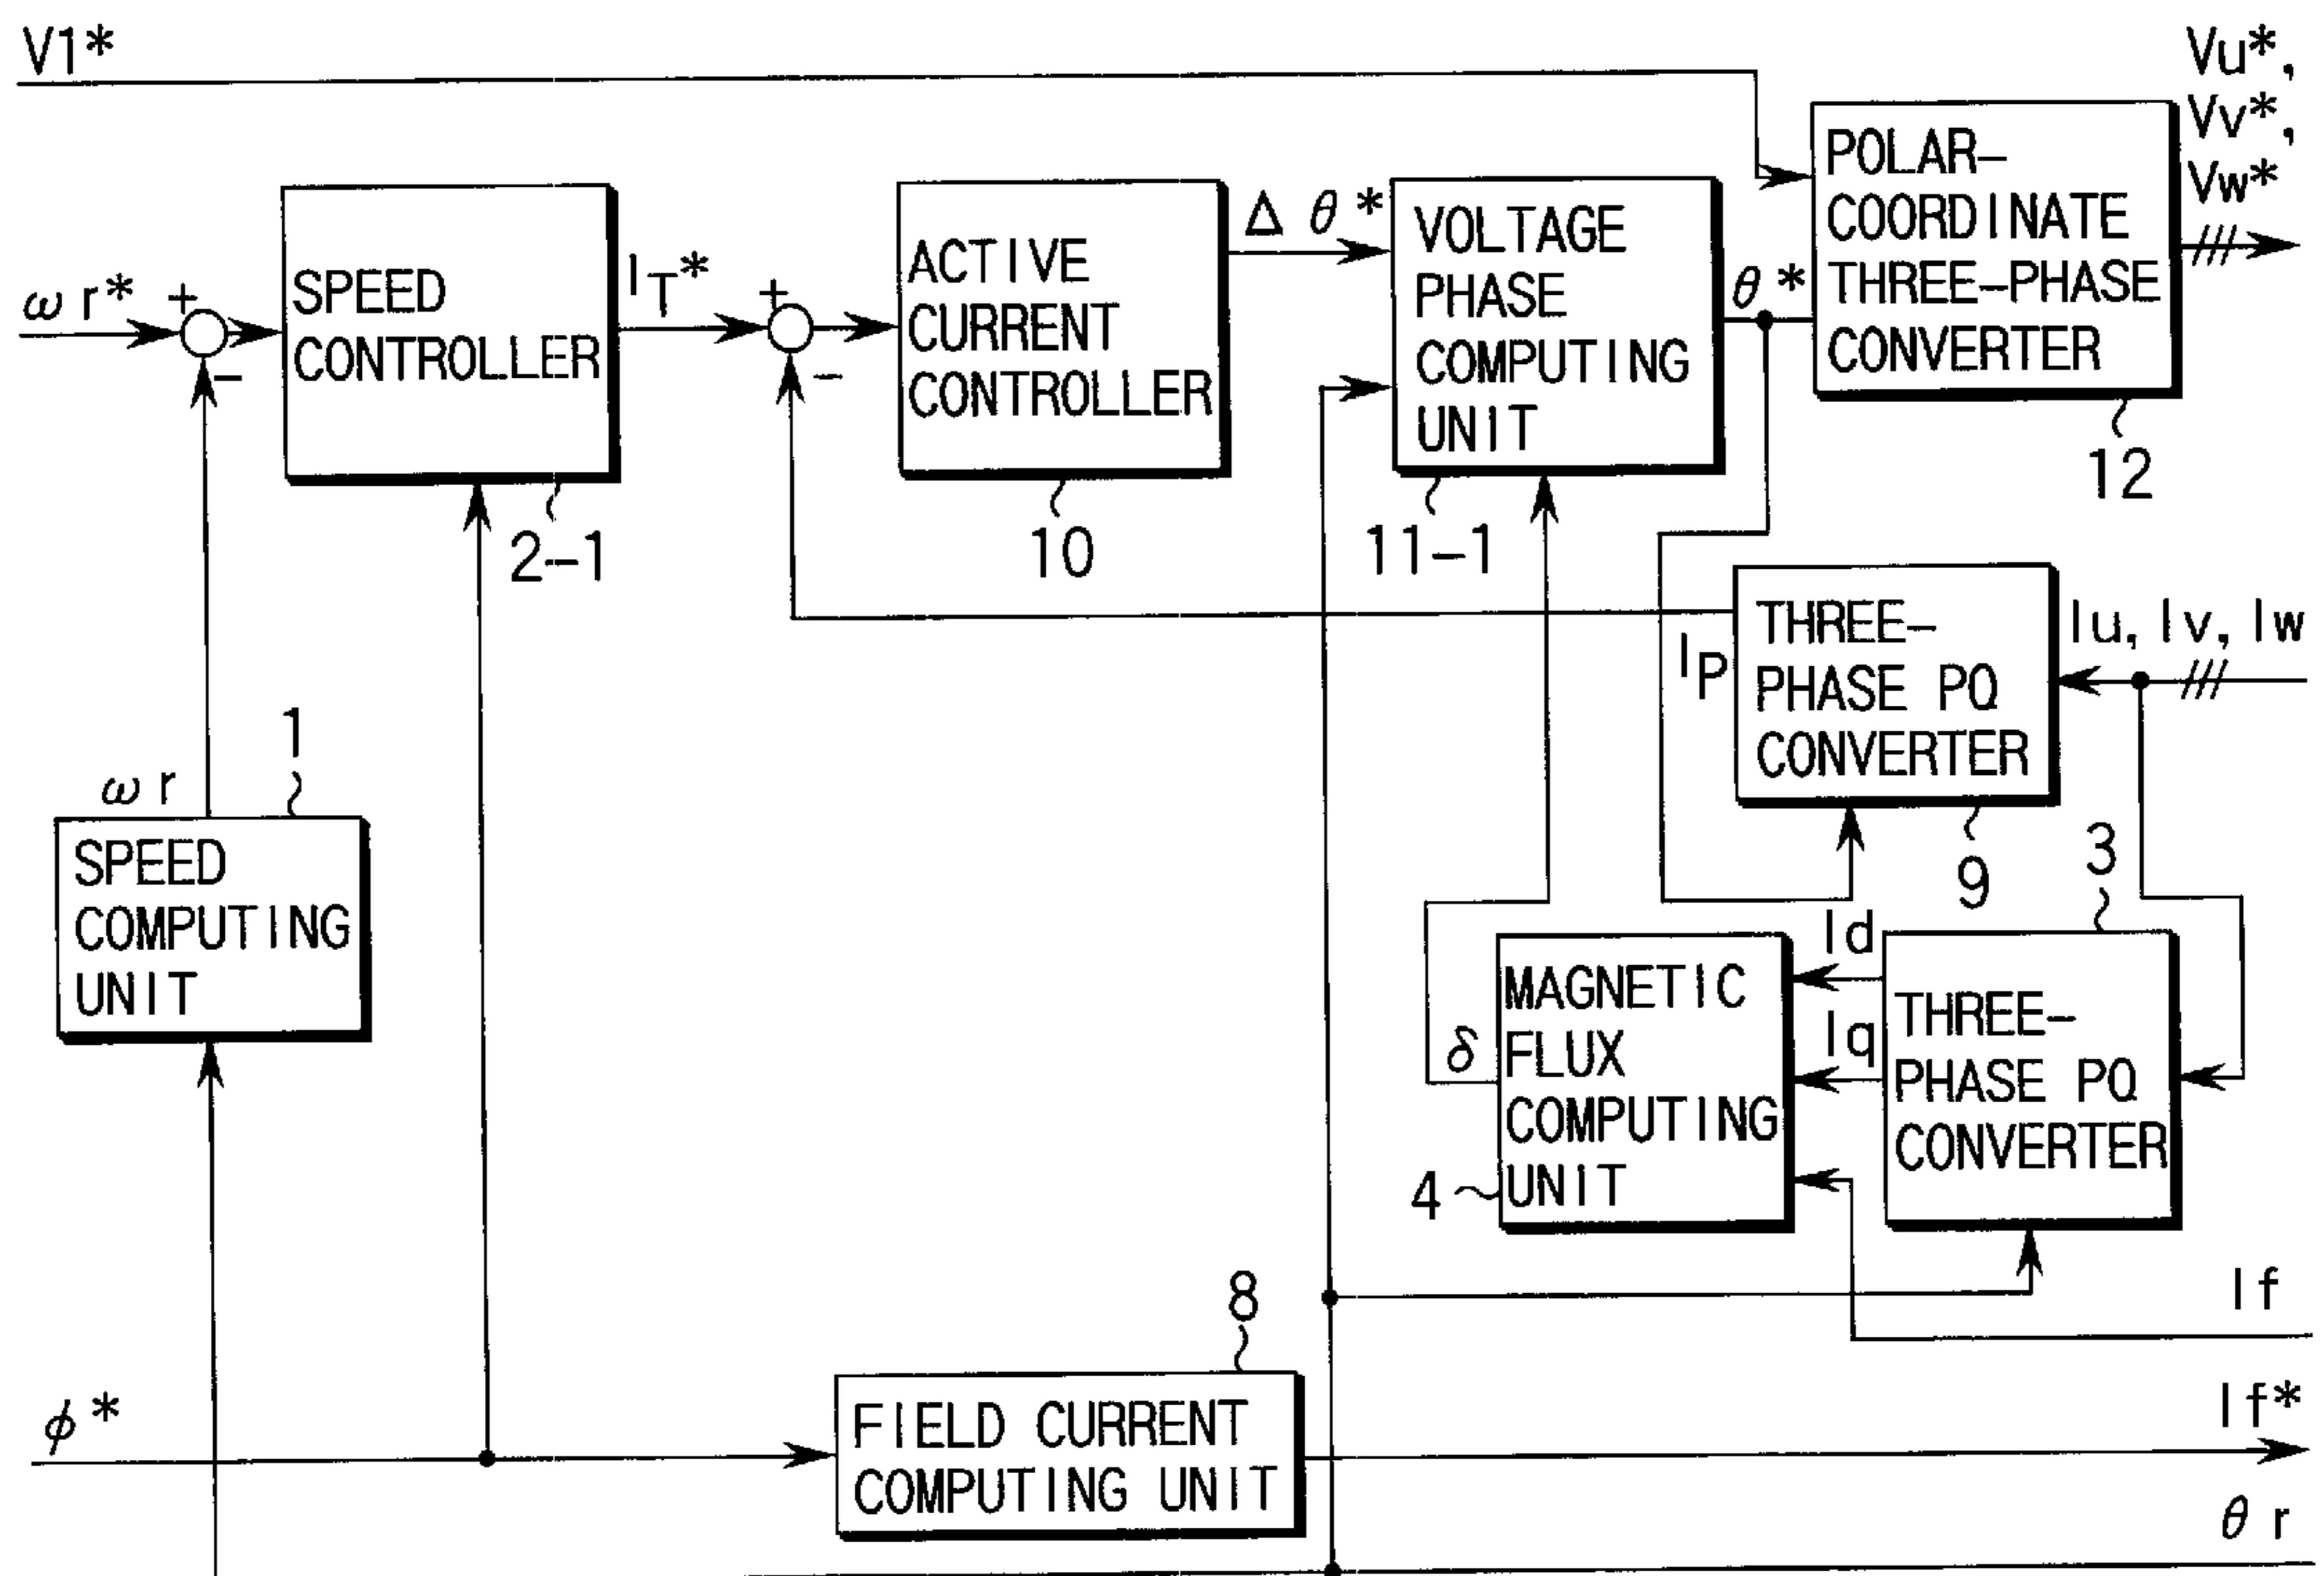 V1*
Vu*,
Vv*,
Vw*
POLAR-
COORDINATE
THREE-PHASE
CONVERTER
12
ωr*
+
-
SPEED
CONTROLLER
2-1
IT*
+
-
ACTIVE
CURRENT
CONTROLLER
10
Δθ*
VOLTAGE
PHASE
COMPUTING
UNIT
11-1
θ*
THREE-
PHASE PQ
CONVERTER
9
IP
Iu, Iv, Iw
ωr
1
SPEED
COMPUTING
UNIT
3
Id
Iq
THREE-
PHASE PQ
CONVERTER
δ
MAGNETIC
FLUX
COMPUTING
UNIT
4
If
8
φ*
FIELD CURRENT
COMPUTING UNIT
If*
θr